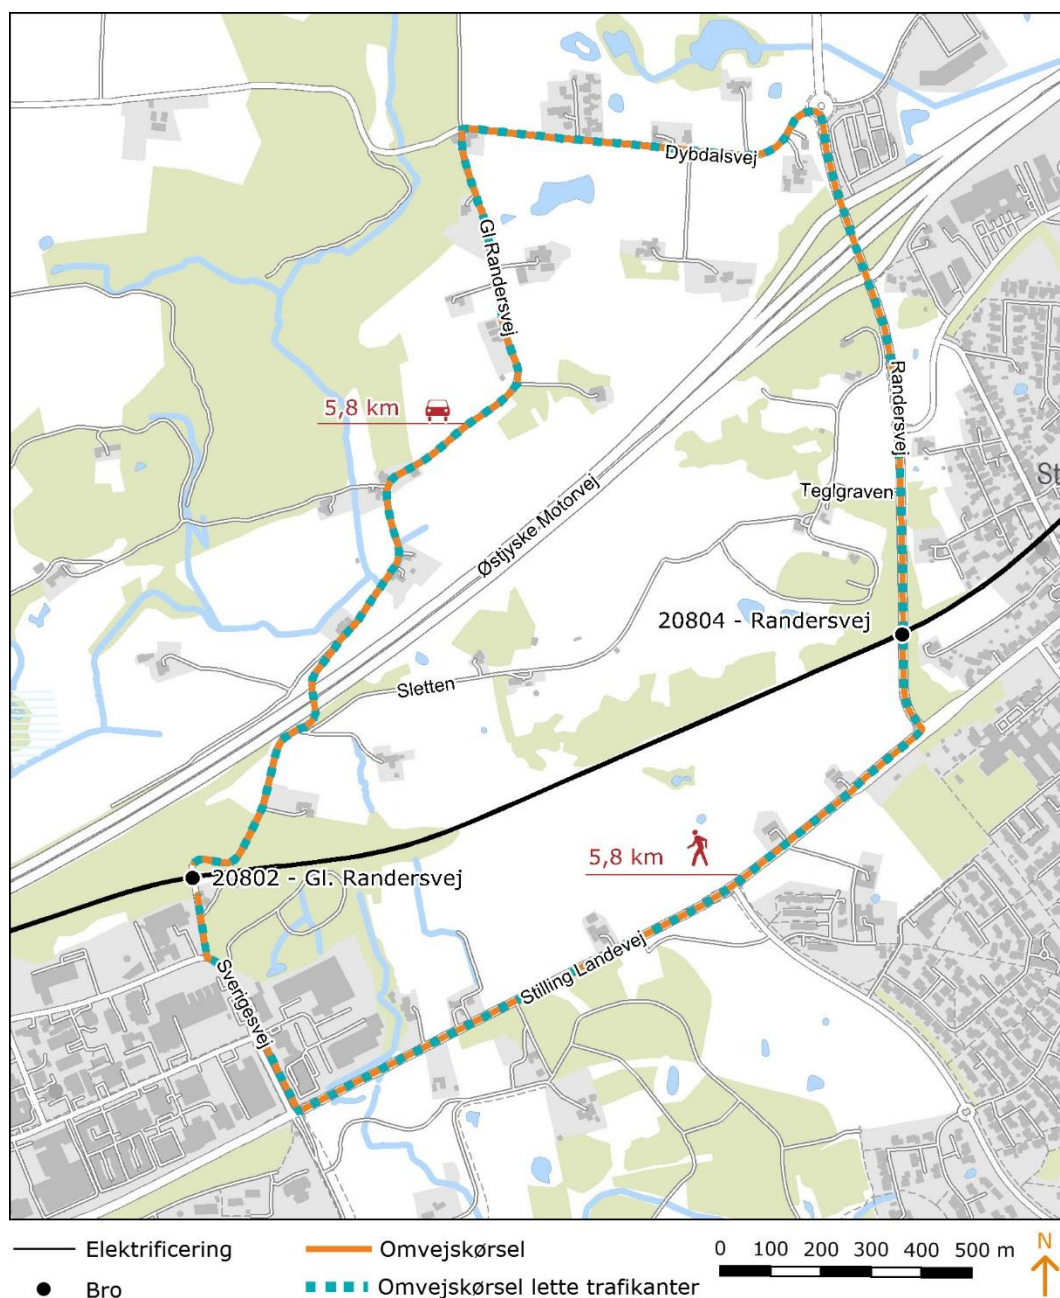 Dybdalsvej
Gl. Randersvej
5,8 km
Randersvej
Østjyske Motorvej
Teglgraven
St
20804 - Randersvej
Sletten
5,8 km
20802 - Gl. Randersvej
Sverigesvej
Stilling Landevej
Elektrificering
Omvejskørsel
0 100 200 300 400 500 m
N
Bro
Omvejskørsel lette trafikanter